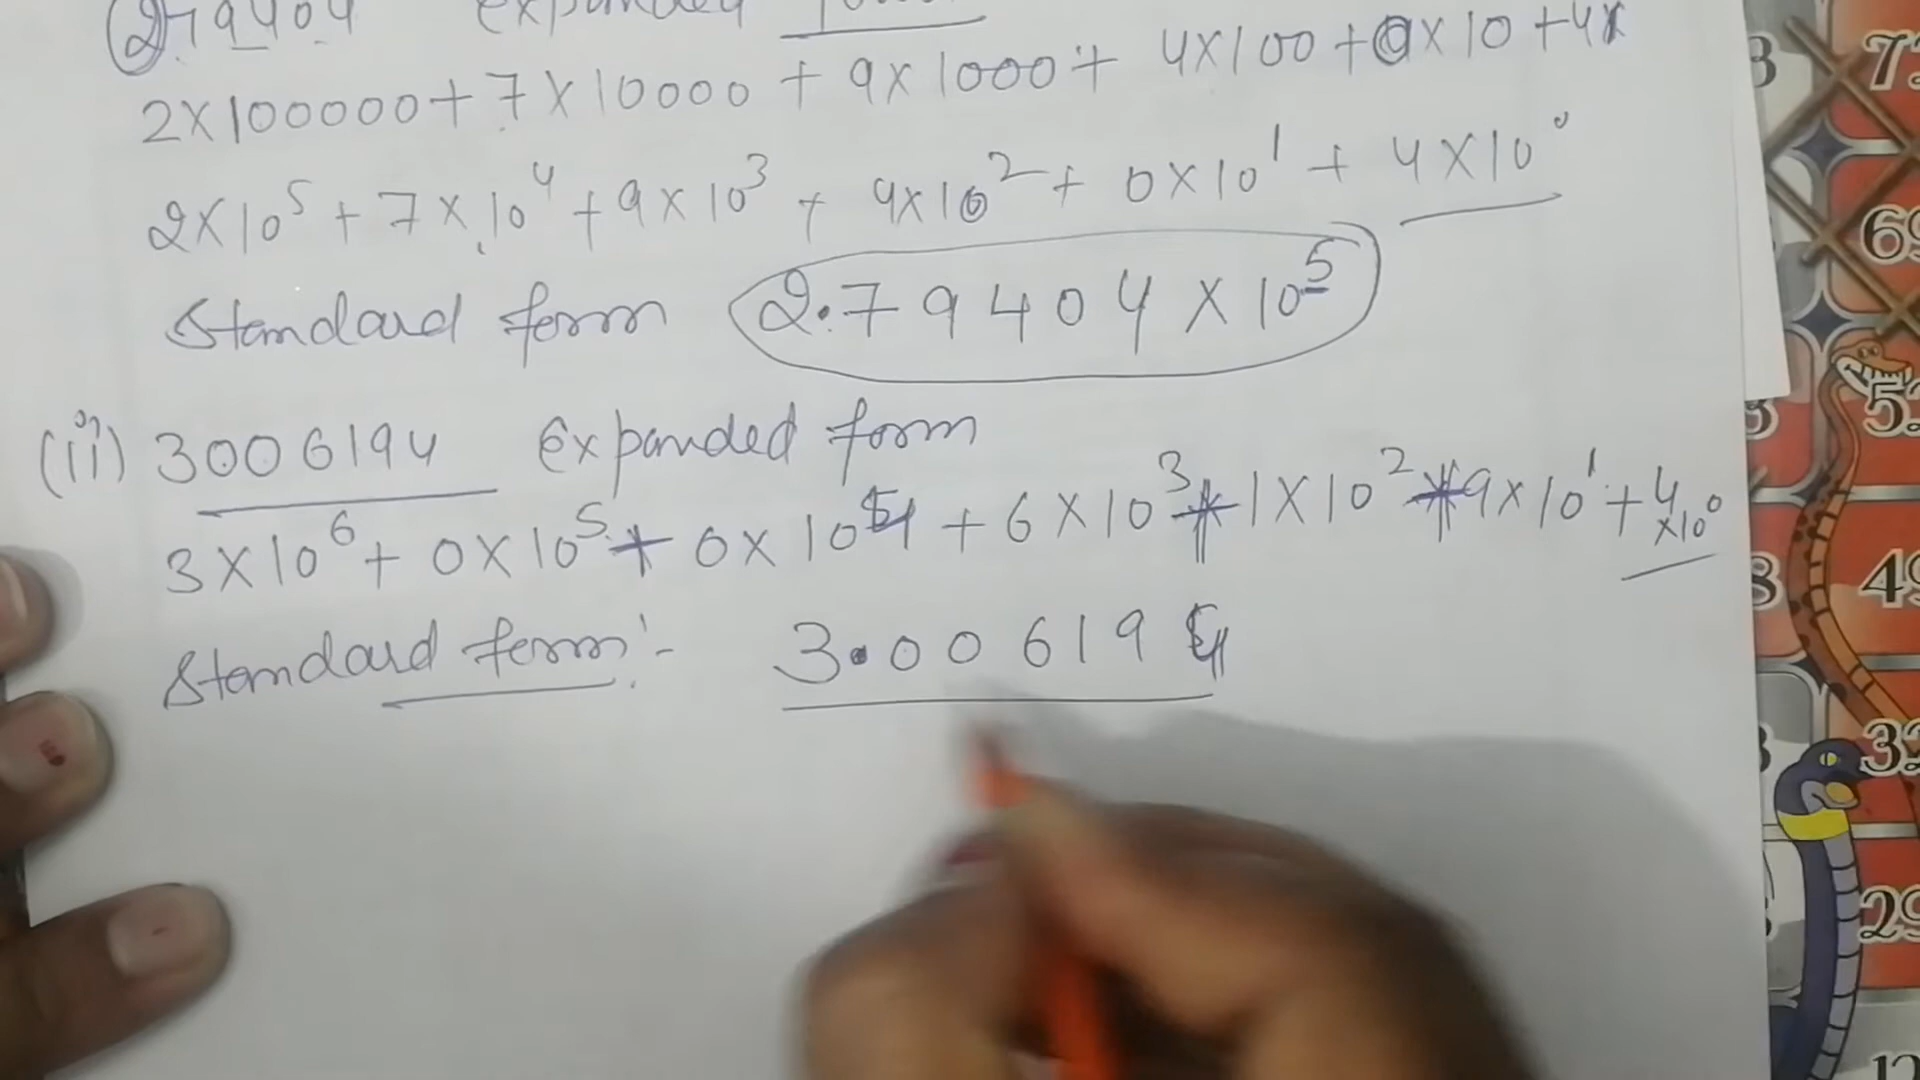 279404 expanded form
2×100000+7×10000+9×1000+4×100+0×10+4×
2×10⁵+7×10⁴+9×10³+4×10²+0×10¹+4×10⁰
Standard form 2.79404×10⁵
(ii) 3006194 Expanded form
3×10⁶+0×10⁵+0×10⁴+6×10³+1×10²+9×10¹+4×10⁰
Standard form:- 3.006194